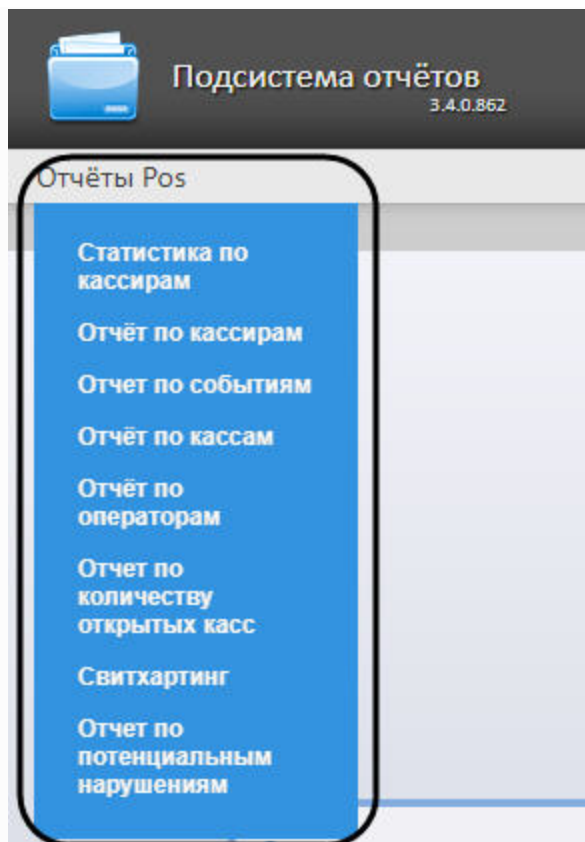 Подсистема отчётов
3.4.0.862
Отчёты Pos
Статистика по
кассирам
Отчёт по кассирам
Отчет по событиям
Отчёт по кассам
Отчёт по
операторам
Отчет по
количеству
открытых касс
Свитхартинг
Отчет по
потенциальным
нарушениям